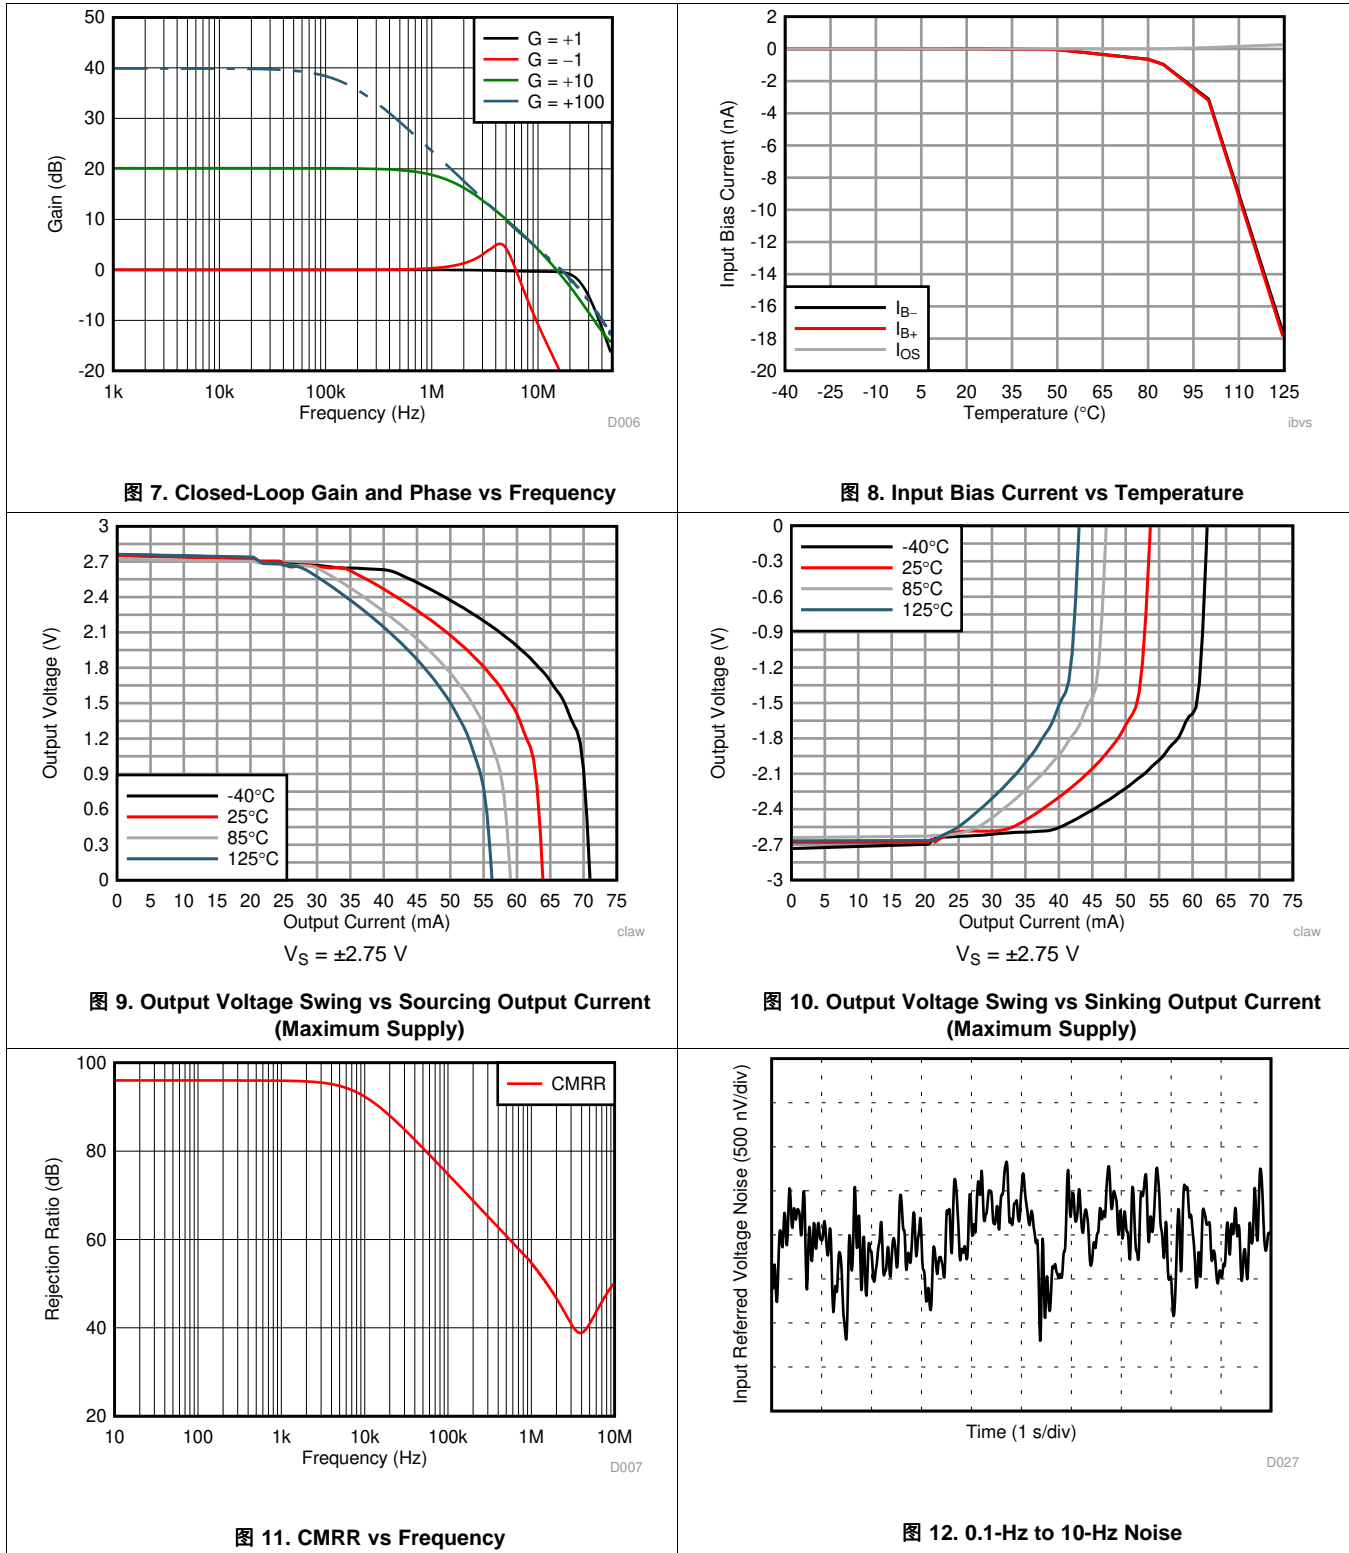 50
40
30
20
10
0
-10
-20
Gain (dB)
G = +1
G = −1
G = +10
G = +100
1k 10k 100k 1M 10M
Frequency (Hz)
D006
图 7. Closed-Loop Gain and Phase vs Frequency
2
0
-2
-4
-6
-8
-10
-12
-14
-16
-18
-20
Input Bias Current (nA)
IB−
IB+
IOS
-40 -25 -10 5 20 35 50 65 80 95 110 125
Temperature (°C)
ibvs
图 8. Input Bias Current vs Temperature
3
2.7
2.4
2.1
1.8
1.5
1.2
0.9
0.6
0.3
0
Output Voltage (V)
-40°C
25°C
85°C
125°C
0 5 10 15 20 25 30 35 40 45 50 55 60 65 70 75
Output Current (mA)
claw
VS = ±2.75 V
图 9. Output Voltage Swing vs Sourcing Output Current
(Maximum Supply)
0
-0.3
-0.6
-0.9
-1.2
-1.5
-1.8
-2.1
-2.4
-2.7
-3
Output Voltage (V)
-40°C
25°C
85°C
125°C
0 5 10 15 20 25 30 35 40 45 50 55 60 65 70 75
Output Current (mA)
claw
VS = ±2.75 V
图 10. Output Voltage Swing vs Sinking Output Current
(Maximum Supply)
100
80
60
40
20
Rejection Ratio (dB)
CMRR
10 100 1k 10k 100k 1M 10M
Frequency (Hz)
D007
图 11. CMRR vs Frequency
Input Referred Voltage Noise (500 nV/div)
Time (1 s/div)
D027
图 12. 0.1-Hz to 10-Hz Noise